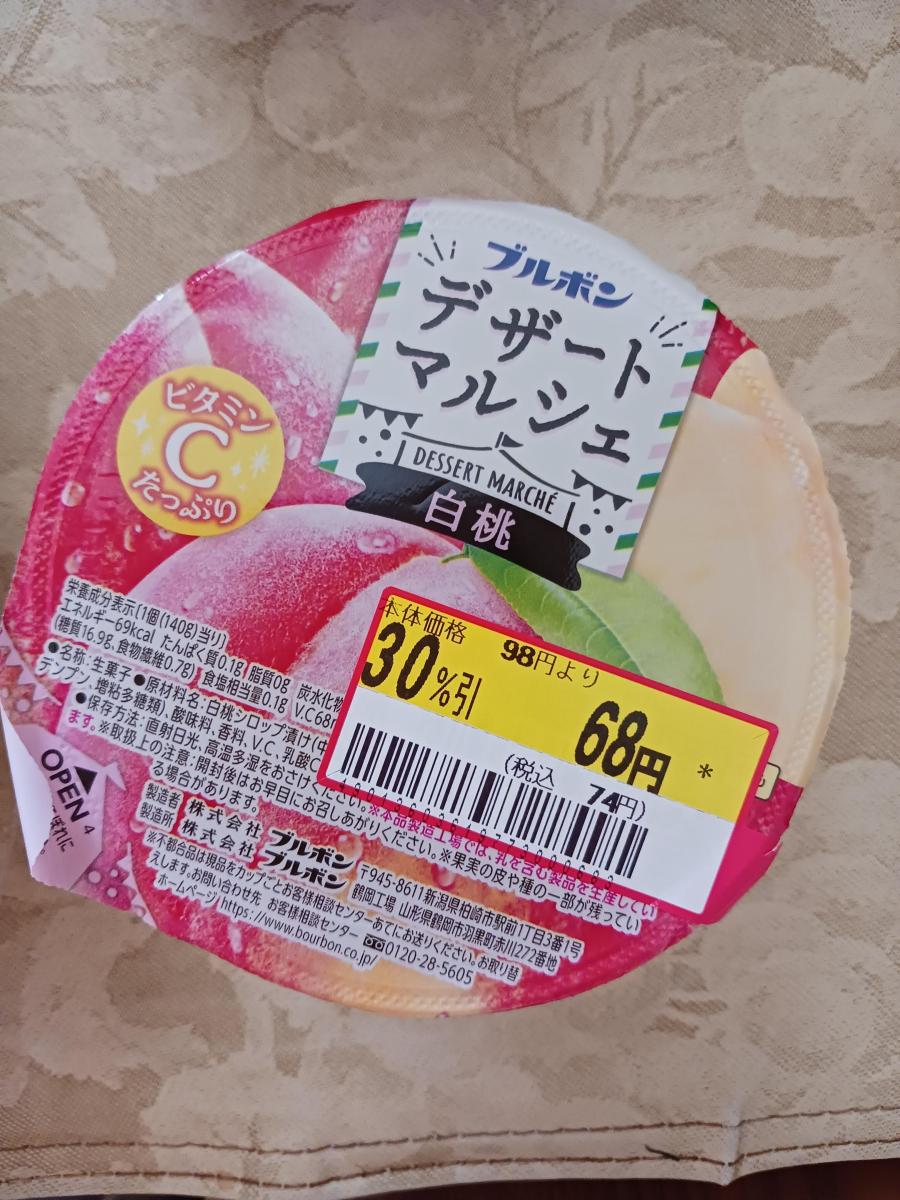 ブルボン
デザート
マルシェ
DESSERT MARCHÉ
白桃
ビタミン
C
たっぷり
栄養成分表示(1個(140g)当り)
エネルギー69kcal たんぱく質0.1g 脂質0g 炭水化物
(糖質16.9g、食物繊維0.7g) 食塩相当量0.1g V.C68m
●名称:生菓子●原材料名:白桃シロップ漬け(中
デンプン、増粘多糖類)、酸味料、香料、V.C、乳酸C
●保存方法:直射日光、高温多湿をおさけください。※本品製造工場では、乳を含む製品を生産してい
ます。※取扱上の注意:開封後はお早目にお召しあがりください。※果実の皮や種の一部が残ってい
る場合があります。
製造者 株式会社 ブルボン 〒945-8611新潟県柏崎市駅前1丁目3番1号
製造所 株式会社 ブルボン 鶴岡工場 山形県鶴岡市羽黒町赤川272番地
※不都合品は現品をカップごとお客様相談センターあてにお送りください。お取り替
えします。お問い合わせ先 お客様相談センター 0120-28-5605
ホームページ https://www.bourbon.co.jp/
OPEN 4
本体価格
98円より
30%引
68円 *
(税込 74円)